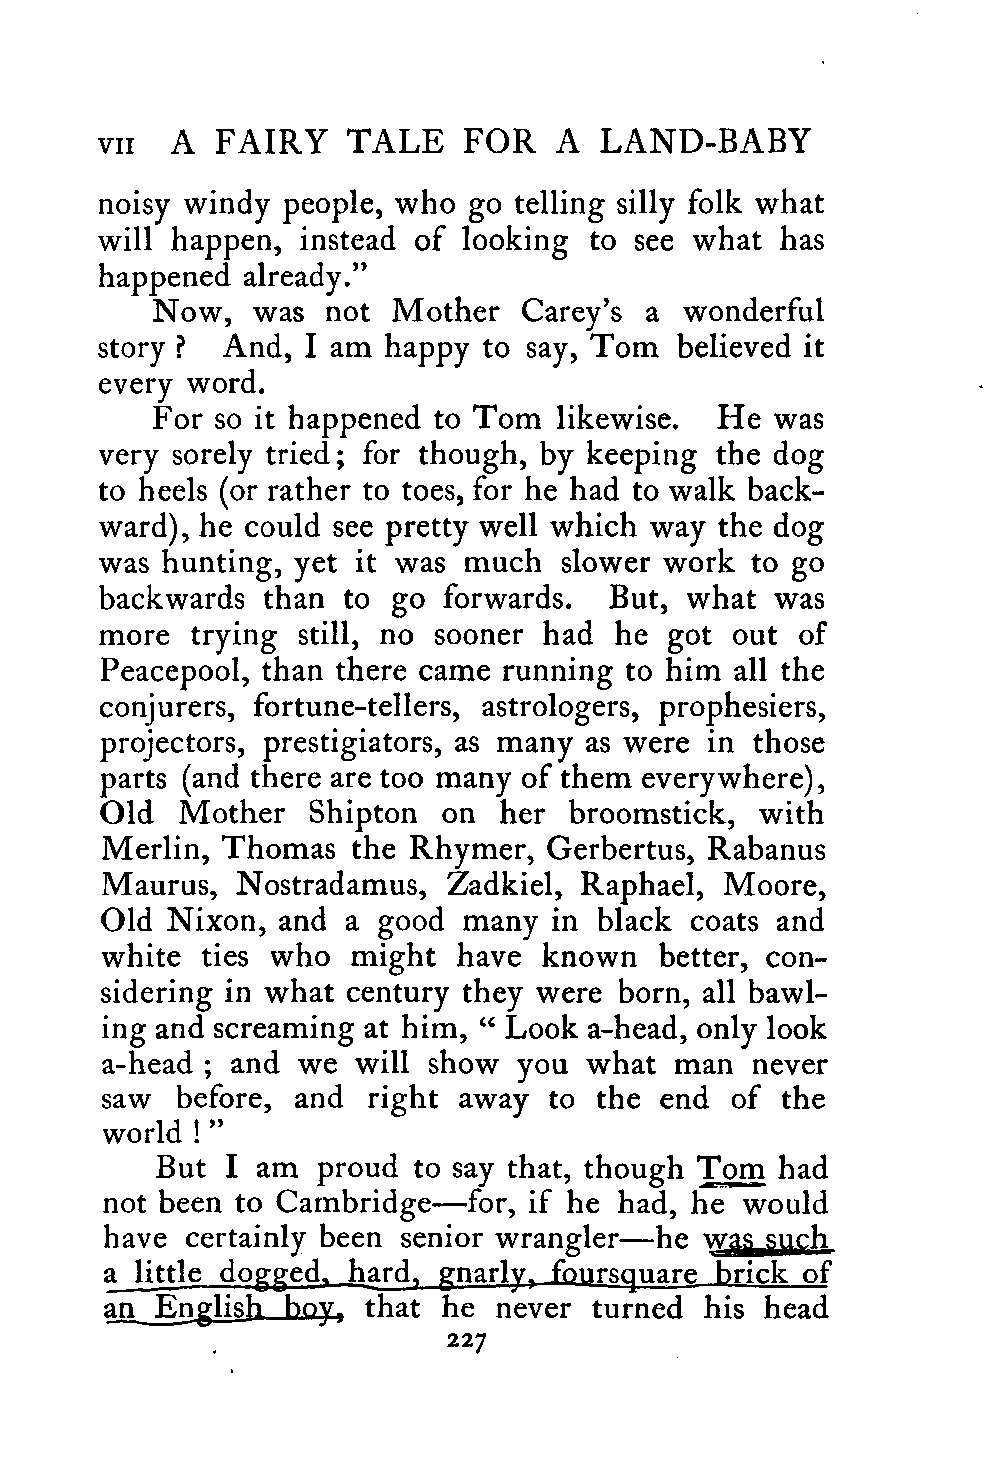 VII A FAIRY TALE FOR A LAND-BABY
noisy windy people, who go telling silly folk what
will happen, instead of looking to see what has
happened already.”
Now, was not Mother Carey's a wonderful
story ? And, I am happy to say, Tom believed it
every word.
For so it happened to Tom likewise. He was
very sorely tried; for though, by keeping the dog
to heels (or rather to toes, for he had to walk back-
ward), he could see pretty well which way the dog
was hunting, yet it was much slower work to go
backwards than to go forwards. But, what was
more trying still, no sooner had he got out of
Peacepool, than there came running to him all the
conjurers, fortune-tellers, astrologers, prophesiers,
projectors, prestigiators, as many as were in those
parts (and there are too many of them everywhere),
Old Mother Shipton on her broomstick, with
Merlin, Thomas the Rhymer, Gerbertus, Rabanus
Maurus, Nostradamus, Zadkiel, Raphael, Moore,
Old Nixon, and a good many in black coats and
white ties who might have known better, con-
sidering in what century they were born, all bawl-
ing and screaming at him, “ Look a-head, only look
a-head ; and we will show you what man never
saw before, and right away to the end of the
world ! ”
But I am proud to say that, though Tom had
not been to Cambridge—for, if he had, he would
have certainly been senior wrangler—he was such
a little dogged, hard, gnarly, foursquare brick of
an English boy, that he never turned his head
227